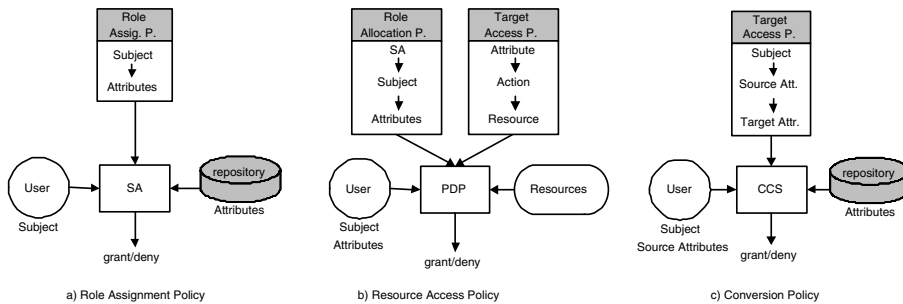 Role
Assig. P.
Subject
Attributes
User
Subject
SA
repository
Attributes
grant/deny
a) Role Assignment Policy
Role
Allocation P.
SA
Subject
Attributes
Target
Access P.
Attribute
Action
Resource
User
Subject
Attributes
PDP
Resources
grant/deny
b) Resource Access Policy
Target
Access P.
Subject
Source Att.
Target Attr.
User
Subject
Source Attributes
CCS
repository
Attributes
grant/deny
c) Conversion Policy